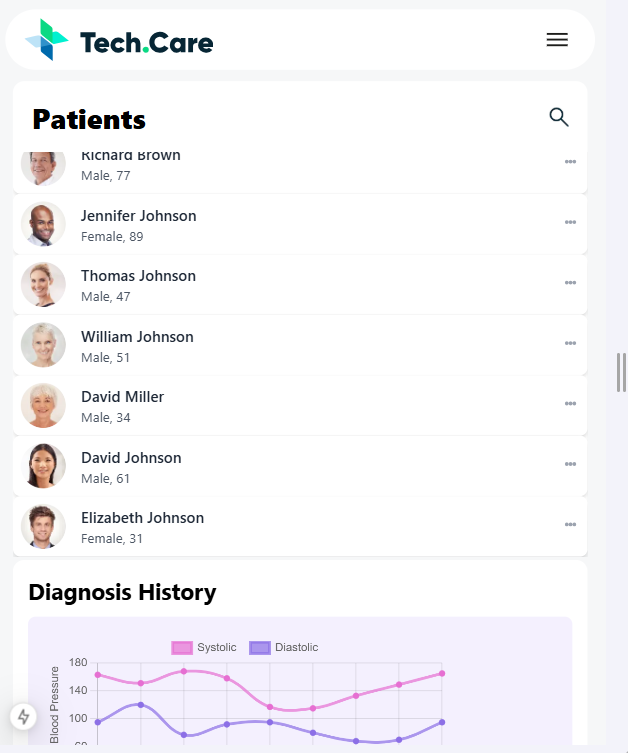 Tech.Care
Patients
Richard Brown
Male, 77
Jennifer Johnson
Female, 89
Thomas Johnson
Male, 47
William Johnson
Male, 51
David Miller
Male, 34
David Johnson
Male, 61
Elizabeth Johnson
Female, 31
Diagnosis History
Systolic Diastolic
Blood Pressure
180
140
100
60